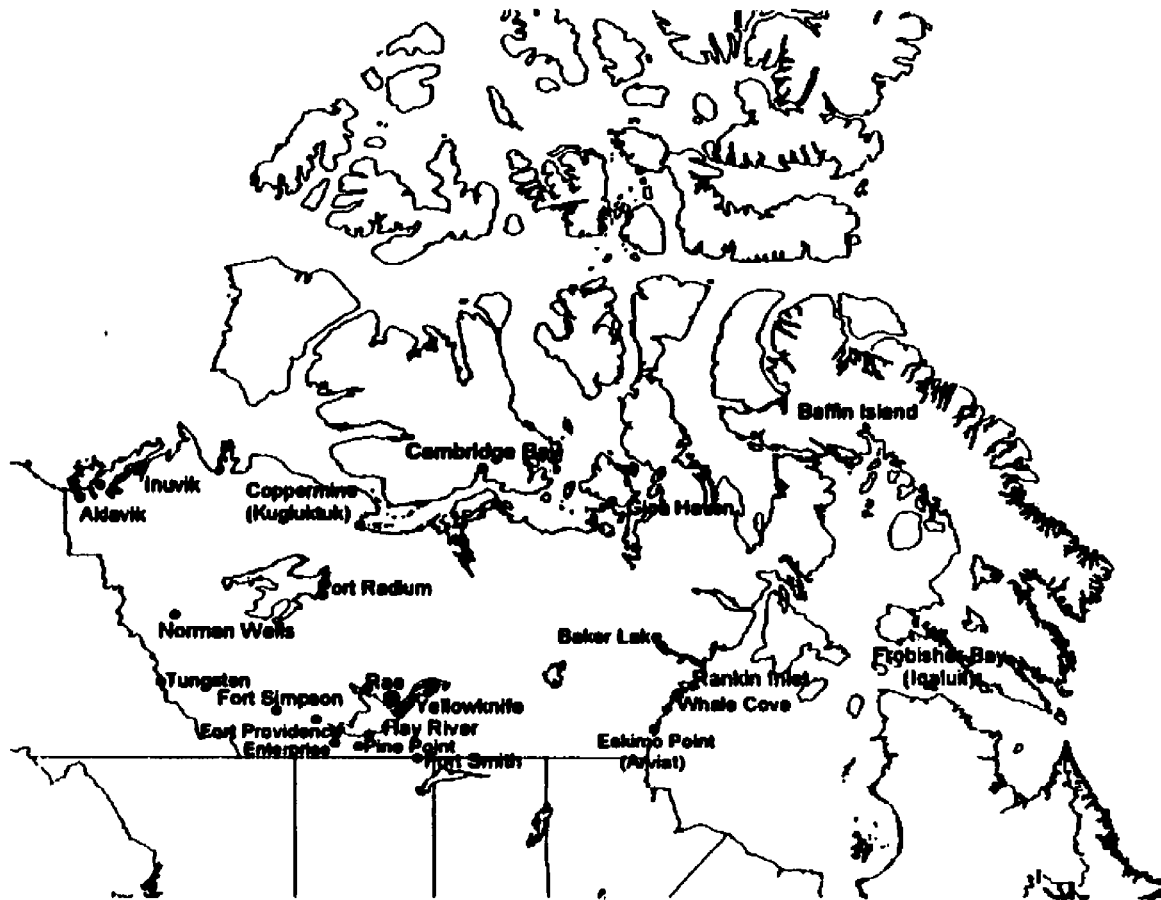 Baffin Island
Cambridge Bay
Inuvik
Coppermine
(Kugluktuk)
Aklavik
Gjoa Haven
Port Radium
Norman Wells
Baker Lake
Frobisher Bay
(Iqaluit)
Tungsten
Rae
Rankin Inlet
Fort Simpson
Yellowknife
Whale Cove
Fort Providence
Hay River
Enterprise
Pine Point
Eskimo Point
(Arviat)
Fort Smith